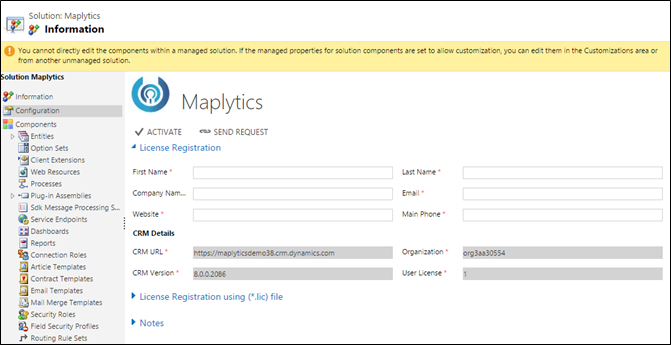 Solution: Maplytics
Information
You cannot directly edit the components within a managed solution. If the managed properties for solution components are set to allow customization, you can edit them in the Customizations area or
from another unmanaged solution.
Solution Maplytics
Information
Configuration
Components
Entities
Option Sets
Client Extensions
Web Resources
Processes
Plug-in Assemblies
Sdk Message Processing S...
Service Endpoints
Dashboards
Reports
Connection Roles
Article Templates
Contract Templates
Email Templates
Mail Merge Templates
Security Roles
Field Security Profiles
Routing Rule Sets
Maplytics
ACTIVATE SEND REQUEST
License Registration
First Name * Last Name *
Company Nam... Email *
Website * Main Phone *
CRM Details
CRM URL * https://maplyticsdemo38.crm.dynamics.com Organization * org3aa30554
CRM Version * 8.0.0.2086 User License * 1
License Registration using (*.lic) file
Notes